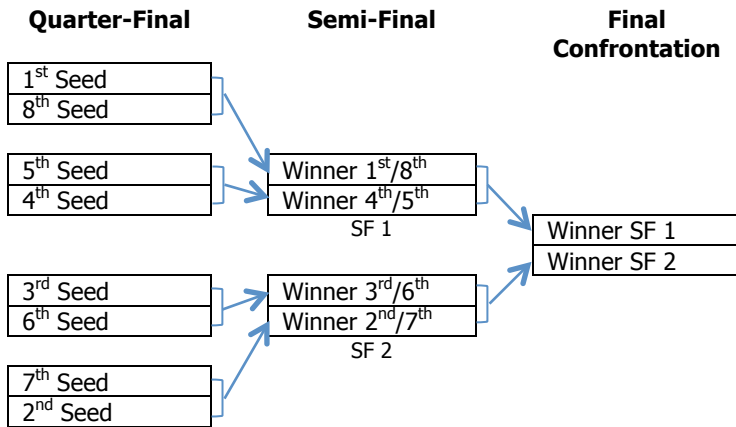 Quarter-Final
Semi-Final
Final
Confrontation
1st Seed
8th Seed
5th Seed
4th Seed
3rd Seed
6th Seed
7th Seed
2nd Seed
Winner 1st/8th
Winner 4th/5th
SF 1
Winner 3rd/6th
Winner 2nd/7th
SF 2
Winner SF 1
Winner SF 2